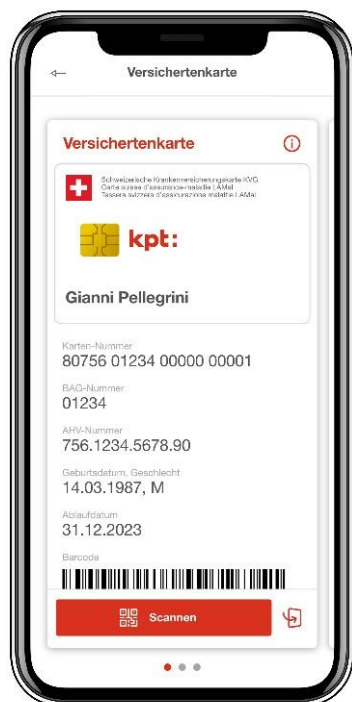 Versichertenkarte
Versichertenkarte
Schweizerische Krankenversicherungskarte KVG
Carte suisse d'assurance-maladie LAMal
Tessera svizzera d'assicurazione malattie LAMal
kpt:
Gianni Pellegrini
Karten-Nummer
80756 01234 00000 00001
BAG-Nummer
01234
AHV-Nummer
756.1234.5678.90
Geburtsdatum, Geschlecht
14.03.1987, M
Ablaufdatum
31.12.2023
Barcode
Scannen